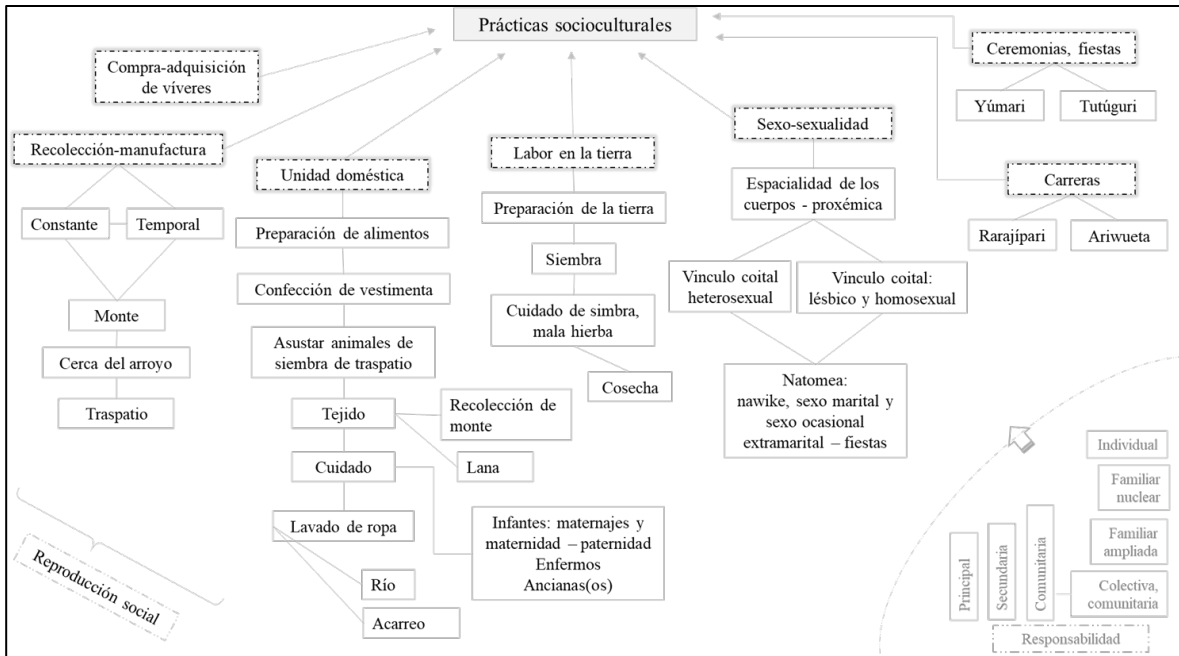 Prácticas socioculturales
Compra-adquisición
de víveres
Recolección-manufactura
Constante
Temporal
Monte
Cerca del arroyo
Traspatio
Unidad doméstica
Preparación de alimentos
Confección de vestimenta
Asustar animales de
siembra de traspatio
Tejido
Recolección de
monte
Lana
Cuidado
Infantes: maternajes y
maternidad – paternidad
Enfermos
Ancianas(os)
Lavado de ropa
Río
Acarreo
Labor en la tierra
Preparación de la tierra
Siembra
Cuidado de simbra,
mala hierba
Cosecha
Sexo-sexualidad
Espacialidad de los
cuerpos - proxémica
Vinculo coital
heterosexual
Vinculo coital:
lésbico y homosexual
Natomea:
nawike, sexo marital y
sexo ocasional
extramarital – fiestas
Ceremonias, fiestas
Yúmari
Tutúguri
Carreras
Rarajípari
Ariwueta
Reproducción social
Individual
Familiar
nuclear
Familiar
ampliada
Colectiva,
comunitaria
Principal
Secundaria
Comunitaria
Responsabilidad